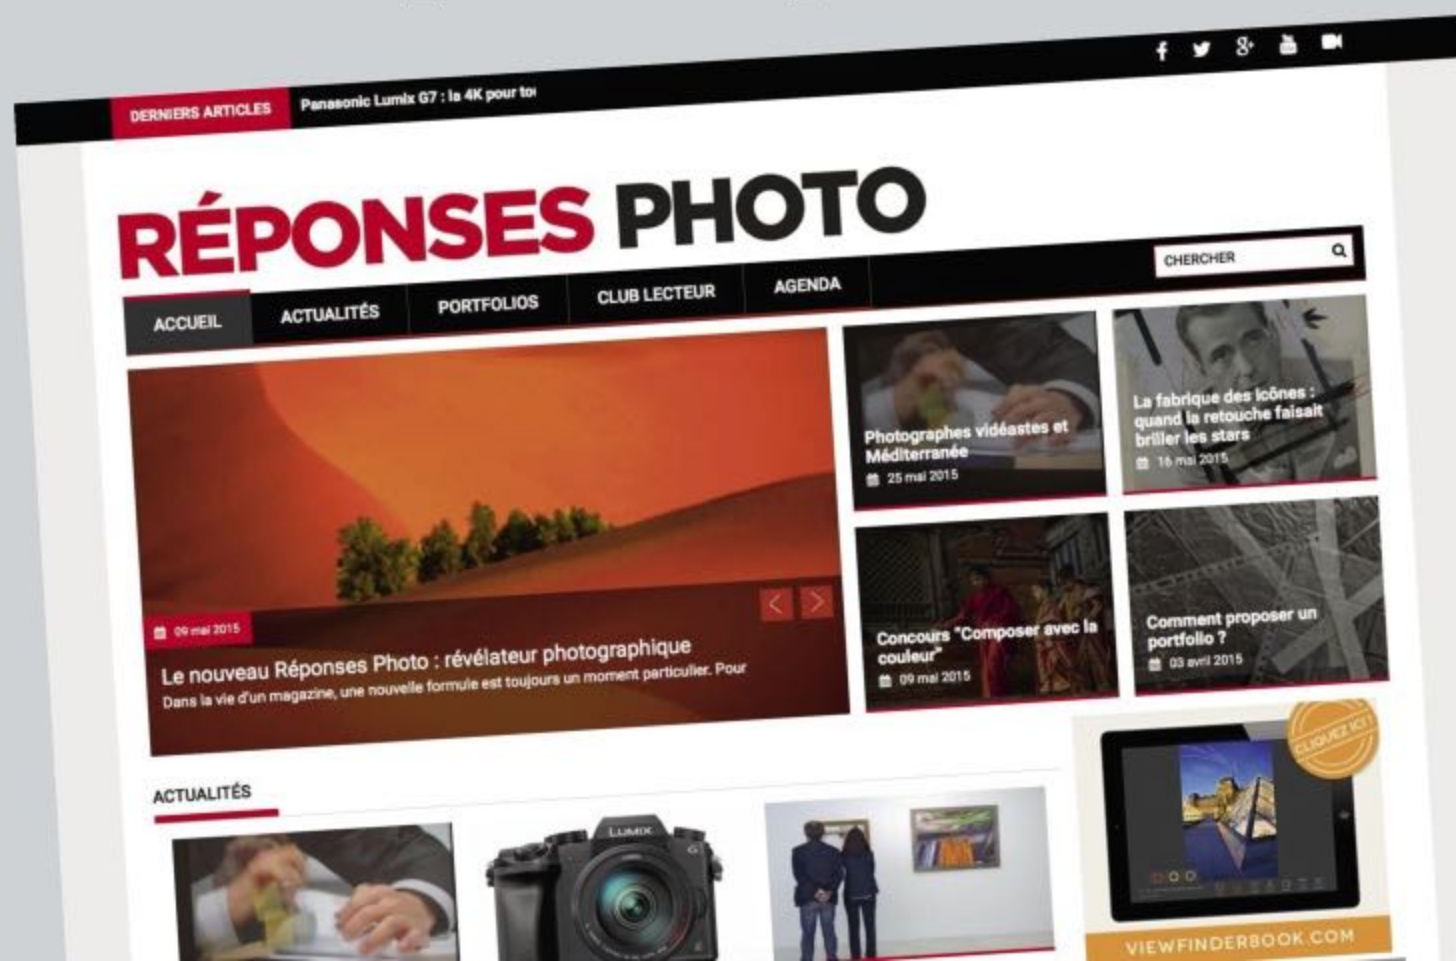 DERNIERS ARTICLES
Panasonic Lumix G7 : la 4K pour to
RÉPONSES PHOTO
ACCUEIL
ACTUALITÉS
PORTFOLIOS
CLUB LECTEUR
AGENDA
CHERCHER
Photographes vidéastes et
Méditerranée
25 mai 2015
La fabrique des icônes :
quand la retouche faisait
briller les stars
16 mai 2015
09 mai 2015
Le nouveau Réponses Photo : révélateur photographique
Dans la vie d'un magazine, une nouvelle formule est toujours un moment particulier. Pour
Concours "Composer avec la
couleur"
09 mai 2015
Comment proposer un
portfolio ?
03 avril 2015
ACTUALITÉS
LUMIX
G
CLIQUEZ ICI !
VIEWFINDERBOOK.COM